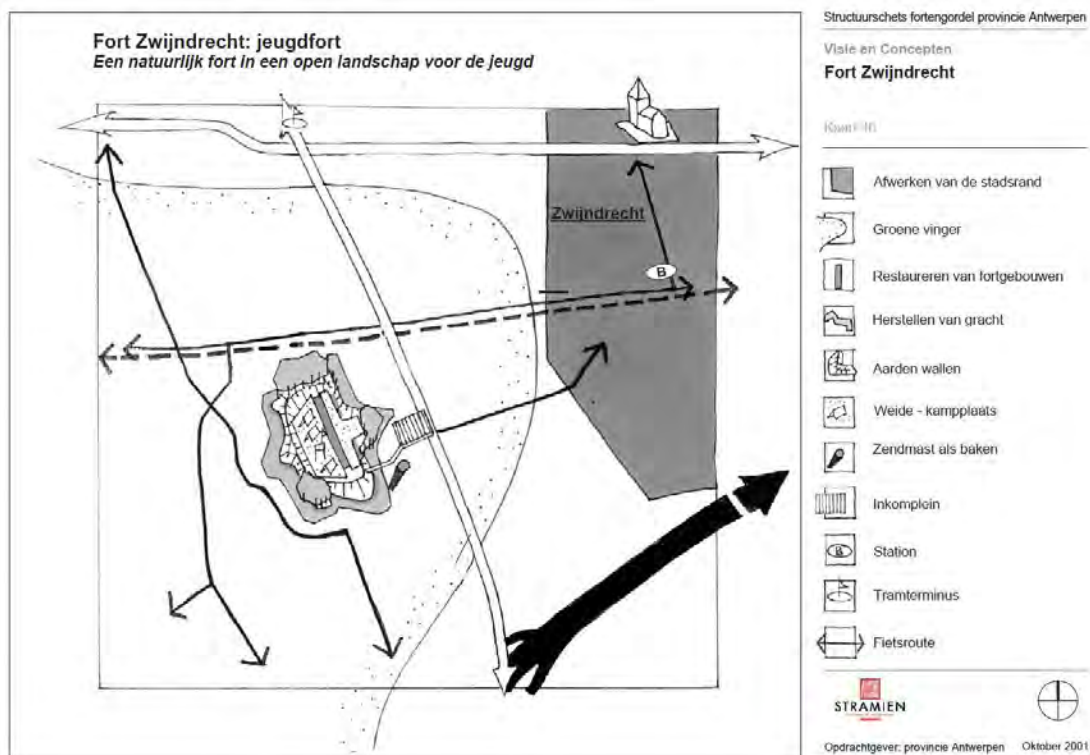 Fort Zwijndrecht: jeugdfort
Een natuurlijk fort in een open landschap voor de jeugd
Zwijndrecht
B
Structuurschets fortengordel provincie Antwerpen
Visie en Concepten
Fort Zwijndrecht
Afwerken van de stadsrand
Groene vinger
Restaureren van fortgebouwen
Herstellen van gracht
Aarden wallen
Weide - kampplaats
Zendmast als baken
Inkomplein
B
Station
Tramterminus
Fietsroute
STRAMIEN
Opdrachtgever: provincie Antwerpen
Oktober 2001